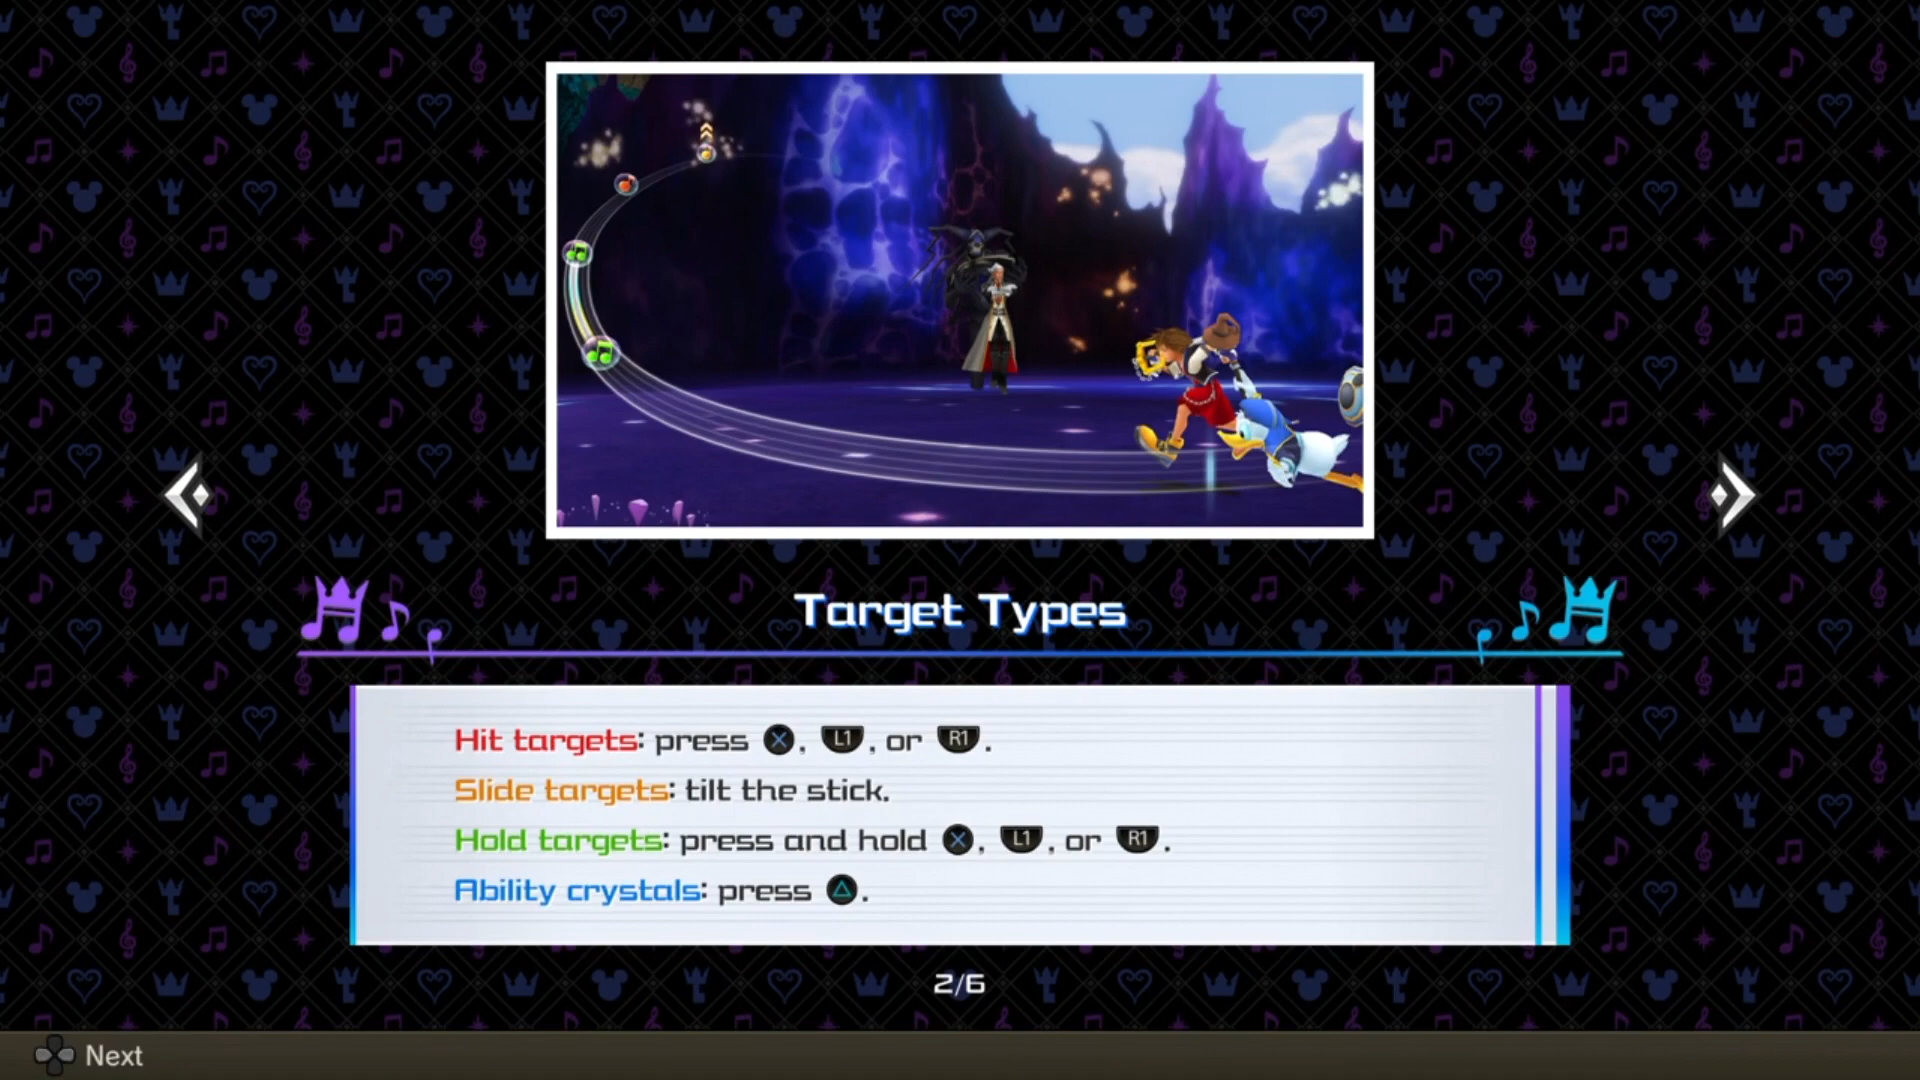 Target Types
Hit targets: press ✕, L1, or R1.
Slide targets: tilt the stick.
Hold targets: press and hold ✕, L1, or R1.
Ability crystals: press △.
2/6
Next